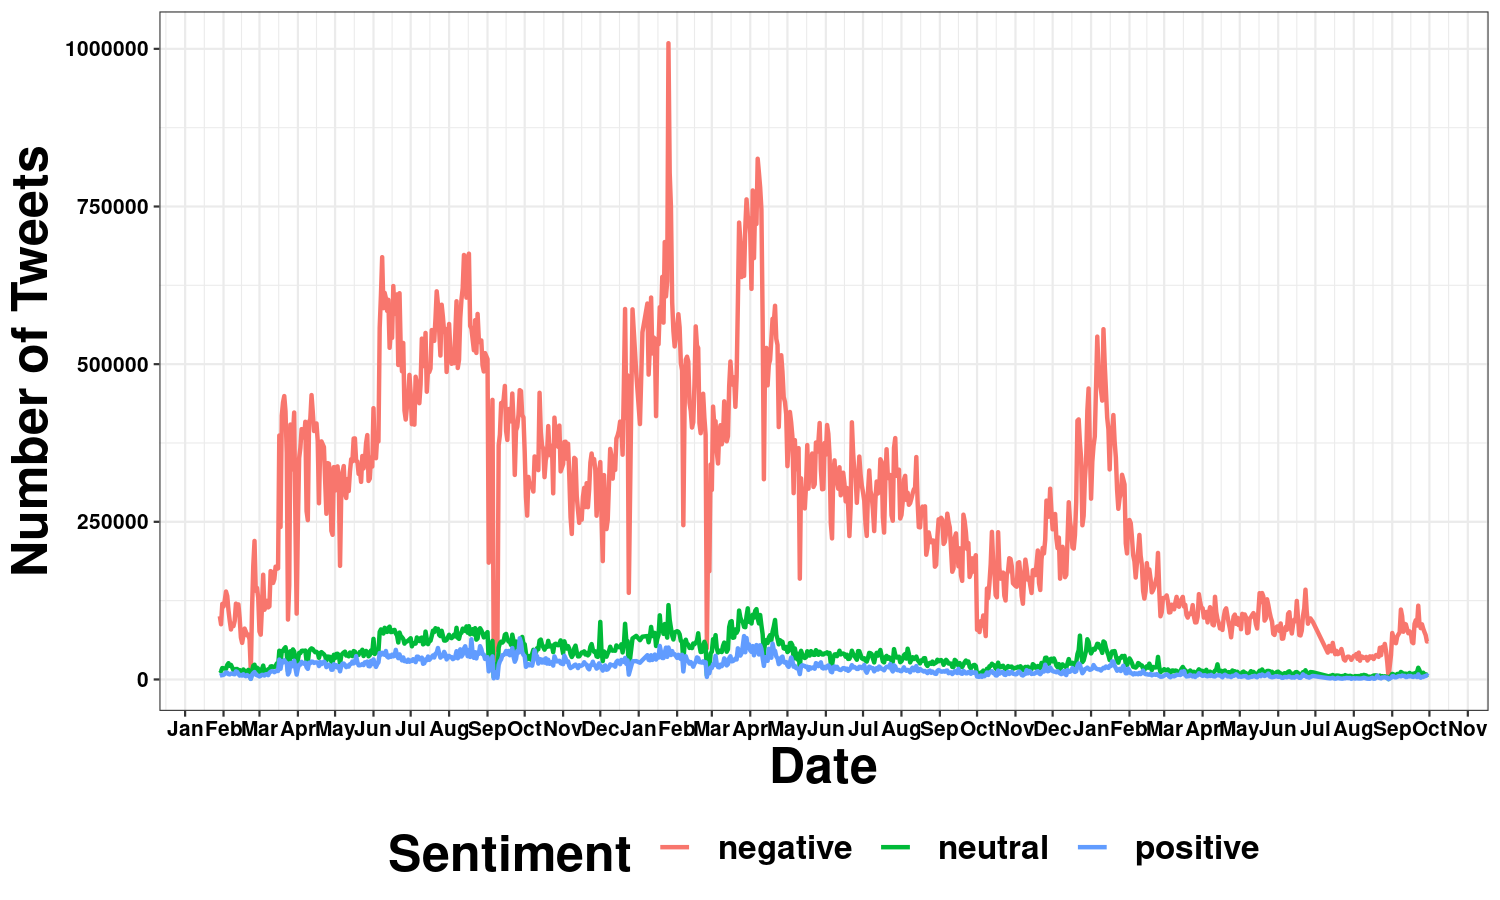 Number of Tweets
1000000
750000
500000
250000
0
Jan Feb Mar Apr May Jun Jul Aug Sep Oct Nov Dec Jan Feb Mar Apr May Jun Jul Aug Sep Oct Nov Dec Jan Feb Mar Apr May Jun Jul Aug Sep Oct Nov
Date
Sentiment negative neutral positive